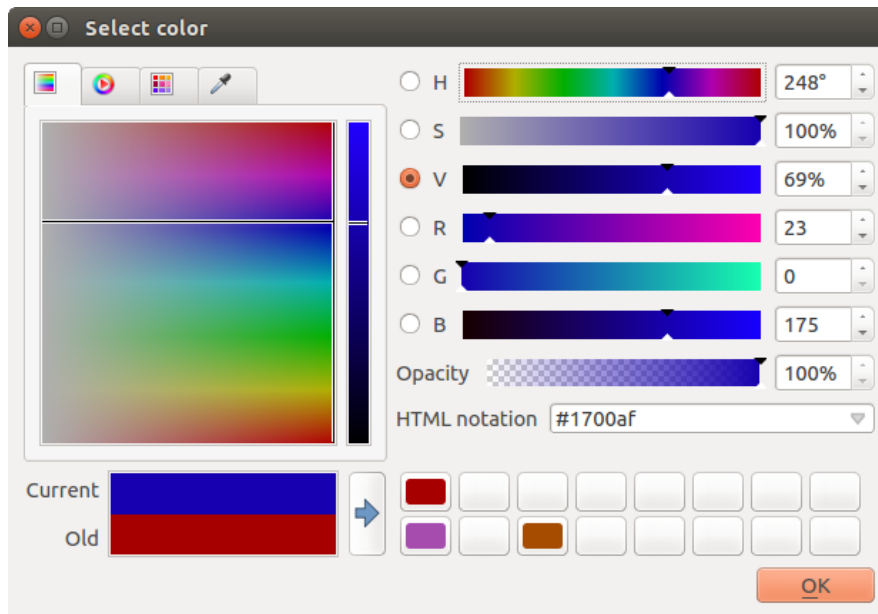 Select color
H 248°
S 100%
V 69%
R 23
G 0
B 175
Opacity 100%
HTML notation #1700af
Current
Old
OK